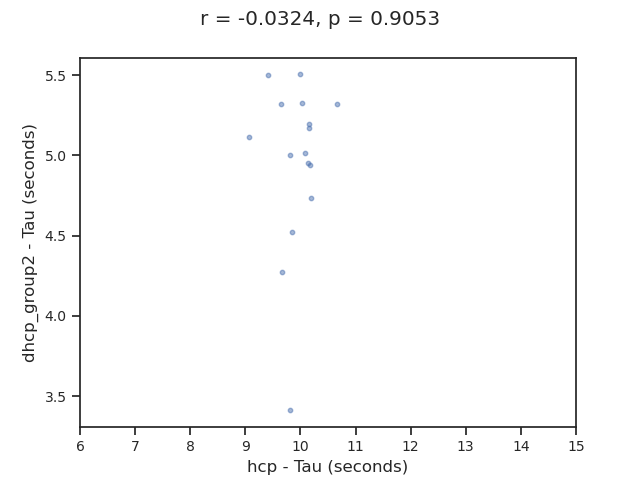 r = -0.0324, p = 0.9053
5.5
5.0
4.5
4.0
3.5
dhcp_group2 - Tau (seconds)
6 7 8 9 10 11 12 13 14 15
hcp - Tau (seconds)